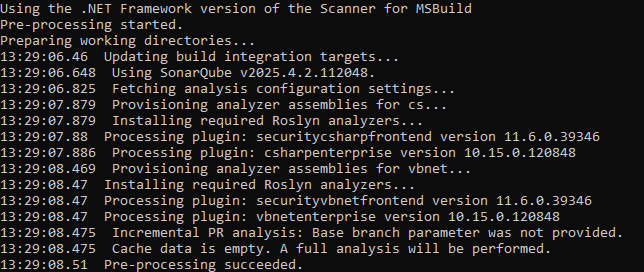 Using the .NET Framework version of the Scanner for MSBuild
Pre-processing started.
Preparing working directories...
13:29:06.46  Updating build integration targets...
13:29:06.648  Using SonarQube v2025.4.2.112048.
13:29:06.825  Fetching analysis configuration settings...
13:29:07.879  Provisioning analyzer assemblies for cs...
13:29:07.879  Installing required Roslyn analyzers...
13:29:07.88  Processing plugin: securitycsharpfrontend version 11.6.0.39346
13:29:07.886  Processing plugin: csharpenterprise version 10.15.0.120848
13:29:08.469  Provisioning analyzer assemblies for vbnet...
13:29:08.47  Installing required Roslyn analyzers...
13:29:08.47  Processing plugin: securityvbnetfrontend version 11.6.0.39346
13:29:08.47  Processing plugin: vbnetenterprise version 10.15.0.120848
13:29:08.475  Incremental PR analysis: Base branch parameter was not provided.
13:29:08.475  Cache data is empty. A full analysis will be performed.
13:29:08.51  Pre-processing succeeded.